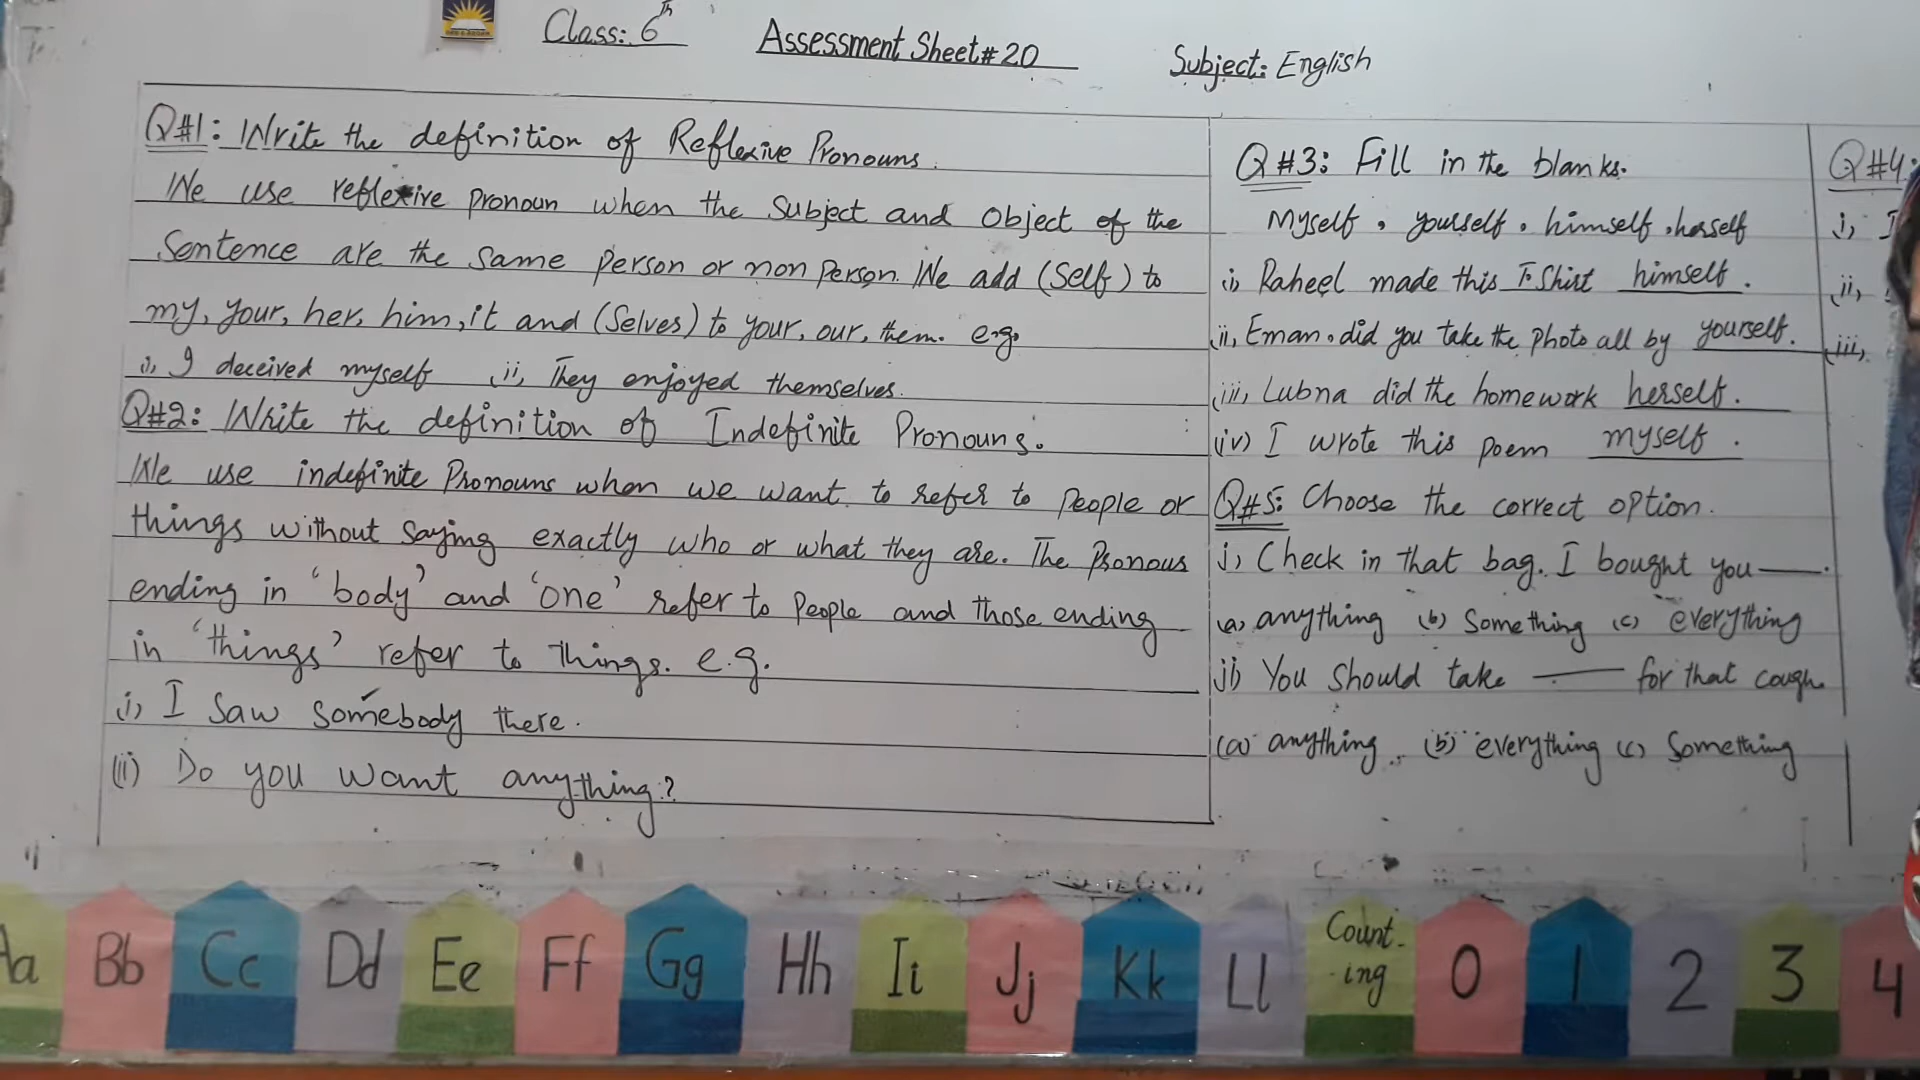 Class: 6th
Assessment Sheet# 20
Subject: English
Q#1: Write the definition of Reflexive Pronouns.
We use reflexive pronoun when the Subject and Object of the
Sentence are the Same person or non person. We add (Self) to
my, your, her, him, it and (Selves) to your, our, them. e.g.
i, I deceived myself ii, They enjoyed themselves.
Q#2: Write the definition of Indefinite Pronouns.
We use indefinite Pronouns when we want to refer to People or
things without saying exactly who or what they are. The Pronous
ending in 'body' and 'one' refer to People and those ending
in 'things' refer to things. e.g.
i) I Saw somebody there.
(ii) Do you want anything?
Q#3: Fill in the blanks.
Myself, yourself, himself, herself
i) Raheel made this T.Shirt himself.
ii, Eman, did you take the Photo all by yourself.
iii, Lubna did the homework herself.
(iv) I wrote this poem myself.
Q#5: Choose the correct option.
i) Check in that bag. I bought you ——.
(a) anything (b) Something (c) everything
ii) You Should take —— for that cough.
(a) anything (b) everything (c) Something
Q#4:
i,
ii,
iii,
Aa Bb Cc Dd Ee Ff Gg Hh Ii Jj Kk Ll Count-ing 0 1 2 3 4